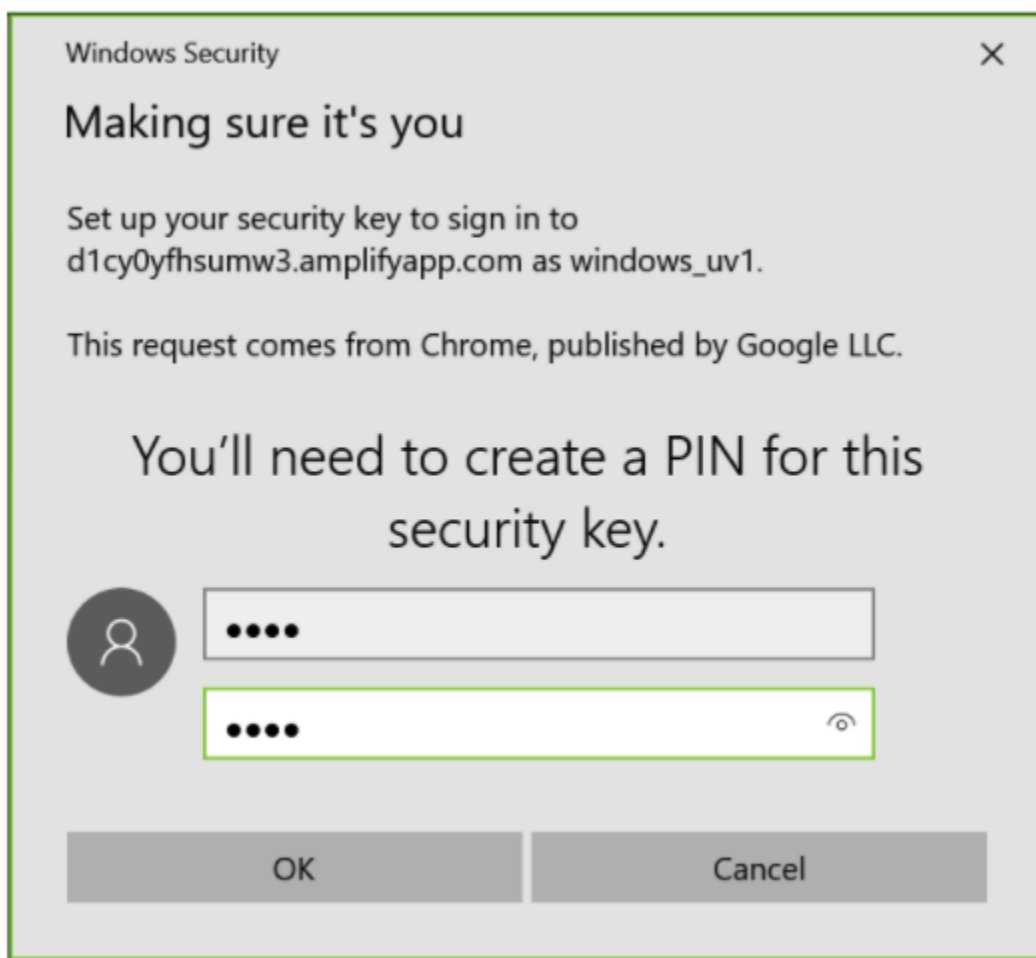 Windows Security
Making sure it's you
Set up your security key to sign in to
d1cy0yfhsumw3.amplifyapp.com as windows_uv1.
This request comes from Chrome, published by Google LLC.
You’ll need to create a PIN for this
security key.
••••
••••
OK
Cancel